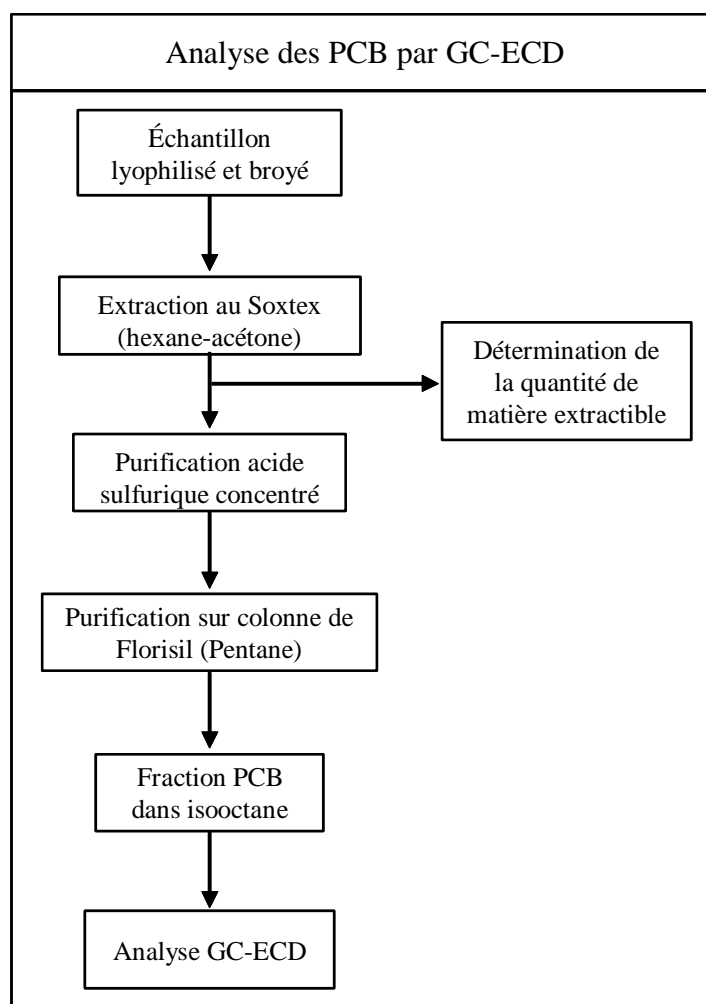 Analyse des PCB par GC-ECD
Échantillon
lyophilisé et broyé
Extraction au Soxtex
(hexane-acétone)
Détermination de
la quantité de
matière extractible
Purification acide
sulfurique concentré
Purification sur colonne de
Florisil (Pentane)
Fraction PCB
dans isooctane
Analyse GC-ECD